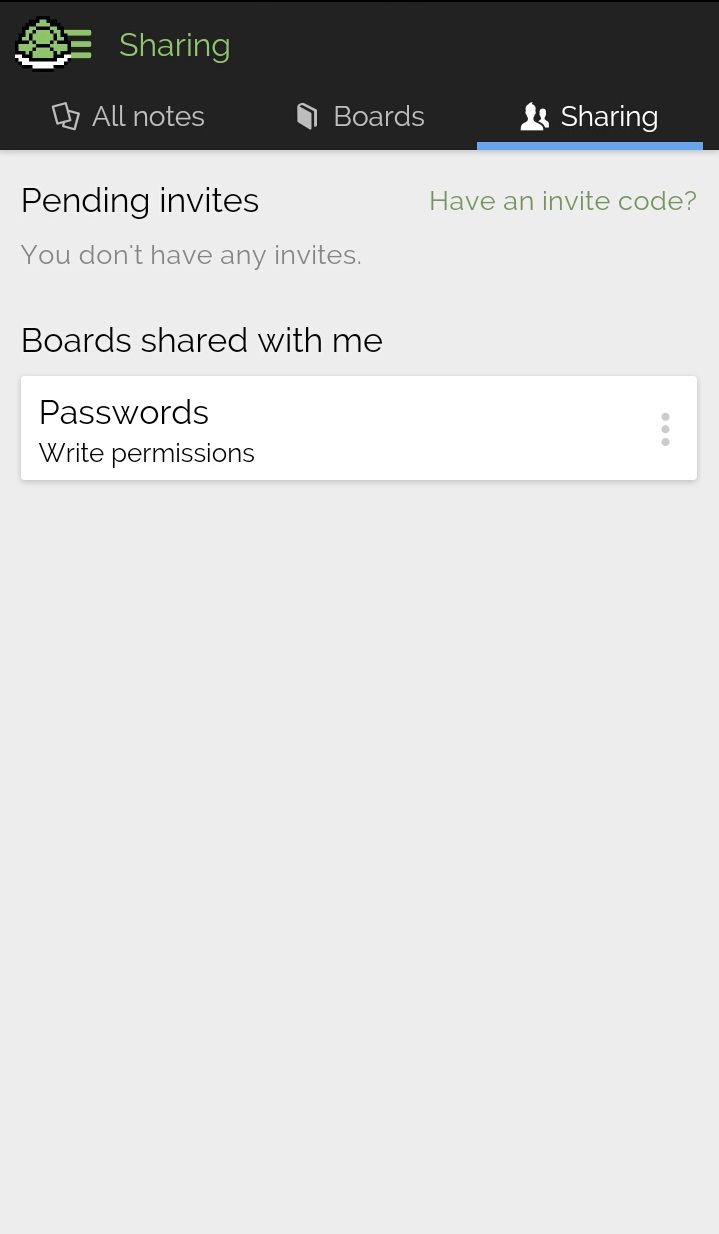 Sharing
All notes
Boards
Sharing
Pending invites
Have an invite code?
You don't have any invites.
Boards shared with me
Passwords
Write permissions